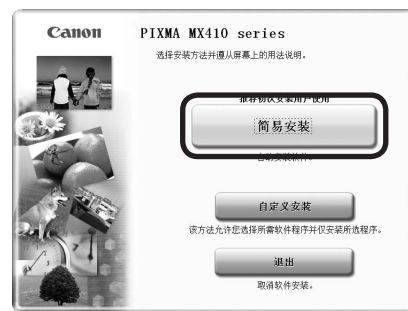 Canon
PIXMA MX410 series
选择安装方法并遵从屏幕上的用法说明。
推荐初次安装用户使用
简易安装
自动安装软件。
自定义安装
该方法允许您选择所需软件程序并仅安装所选程序。
退出
取消软件安装。